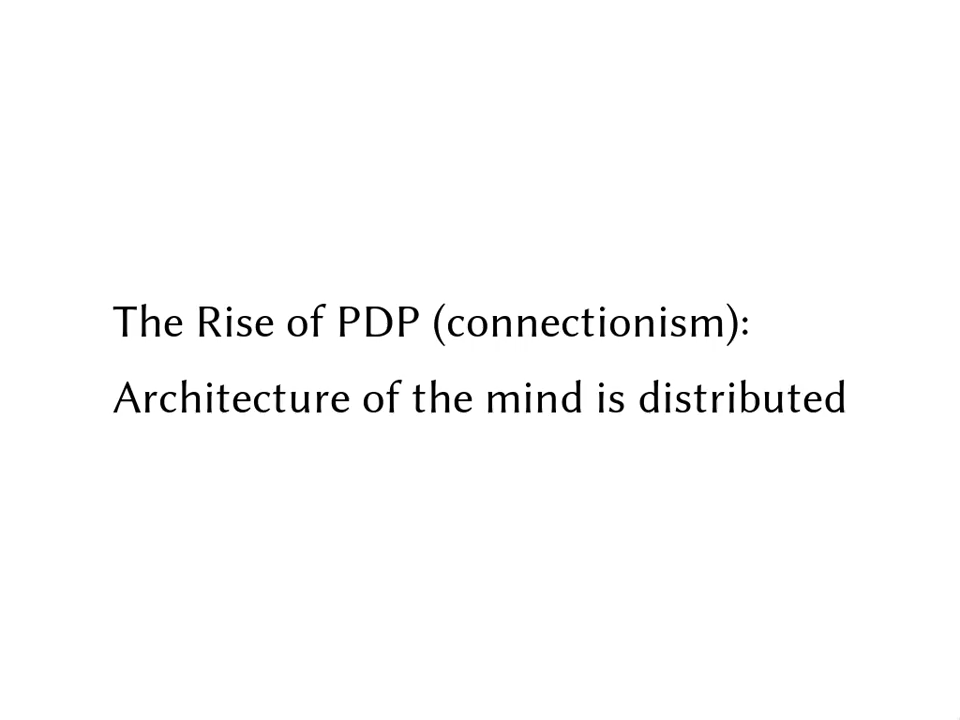 The Rise of PDP (connectionism):
Architecture of the mind is distributed